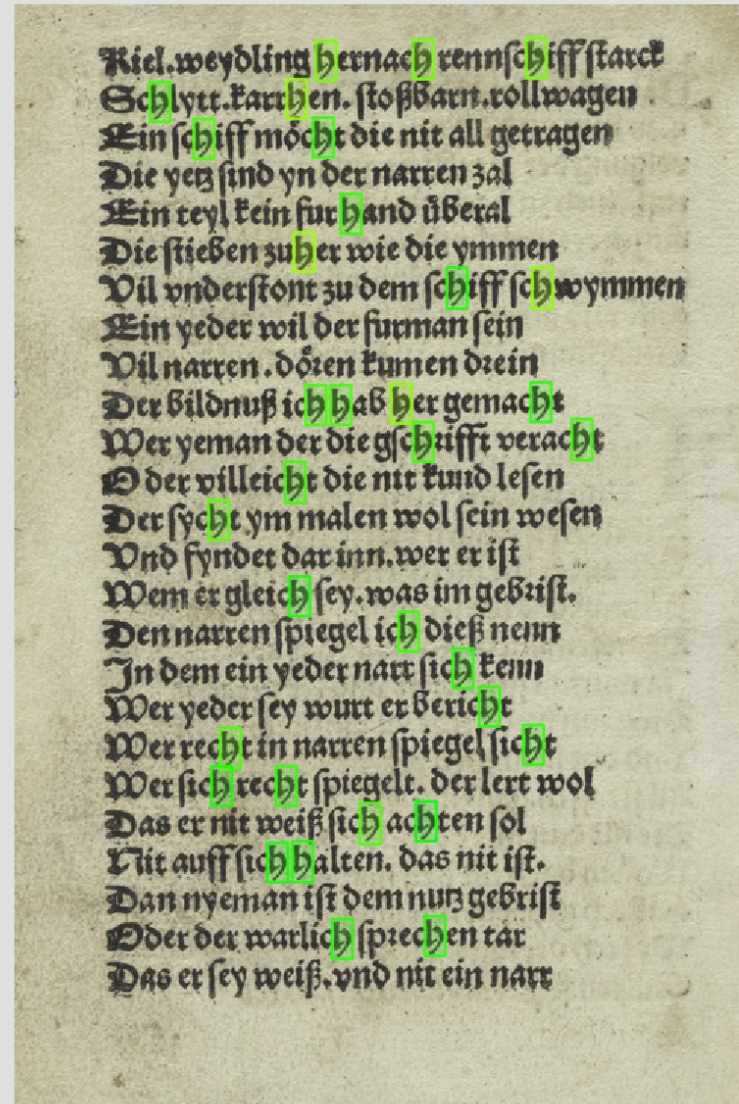 Kiel.weydling hernach rennschiff starck
Schlytt.karrhen.stoßbarn.rollwagen
Ein schiff möcht die nit all getragen
Die yetz sind yn der narren zal
Ein teyl kein fur hand überal
Die stieben zuher wie die ymmen
Vil vnderstont zu dem schiff schwymmen
Ein yeder wil der furman sein
Vil narren.dören kumen drein
Der bildnuß ich hab her gemacht
Wer yeman der die gschrifft veracht
Oder villeicht die nit kund lesen
Der sycht ym malen wol sein wesen
Vnd fyndet dar inn.wer er ist
Wem er gleich sey.was im gebrist.
Den narren spiegel ich dieß nenn
In dem ein yeder narr sich kenn
Wer yeder sey wurt er bericht
Wer recht in narren spiegel sicht
Wer sich recht spiegelt.der lert wol
Das er nit weiß sich achten sol
Nit auff sich halten.das nit ist.
Dan nyeman ist dem nutz gebrist
Oder der warlich sprechen tar
Das er sey weiß.vnd nit ein narr